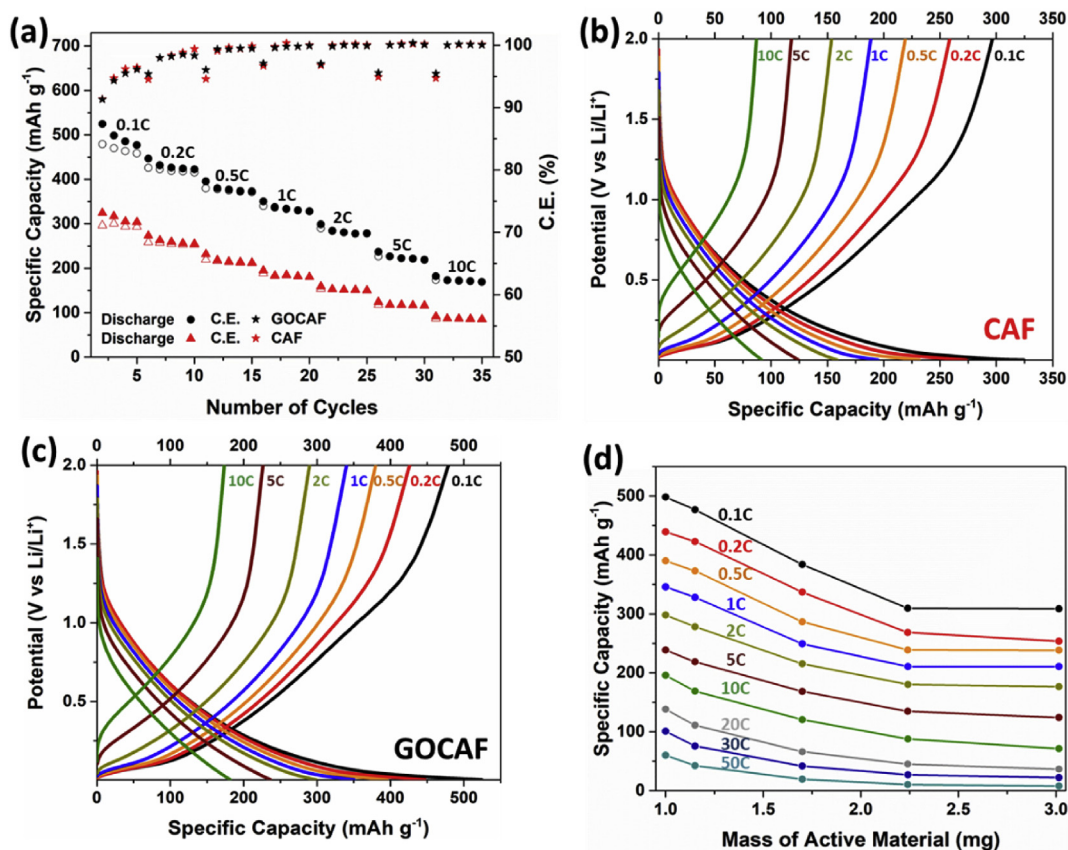 (a)
700
600
500
400
300
200
100
0
Specific Capacity (mAh g⁻¹)
0.1C
0.2C
0.5C
1C
2C
5C
10C
Discharge ● C.E. ★ GOCAF
Discharge ▲ C.E. ★ CAF
100
90
80
70
60
50
C.E. (%)
5 10 15 20 25 30 35
Number of Cycles
(b)
0 50 100 150 200 250 300 350
2.0
1.5
1.0
0.5
Potential (V vs Li/Li⁺)
10C 5C 2C 1C 0.5C 0.2C 0.1C
CAF
0 50 100 150 200 250 300 350
Specific Capacity (mAh g⁻¹)
(c)
0 100 200 300 400 500
2.0
1.5
1.0
0.5
Potential (V vs Li/Li⁺)
10C 5C 2C 1C 0.5C 0.2C 0.1C
GOCAF
0 100 200 300 400 500
Specific Capacity (mAh g⁻¹)
(d)
500
400
300
200
100
0
Specific Capacity (mAh g⁻¹)
0.1C
0.2C
0.5C
1C
2C
5C
10C
20C
30C
50C
1.0 1.5 2.0 2.5 3.0
Mass of Active Material (mg)